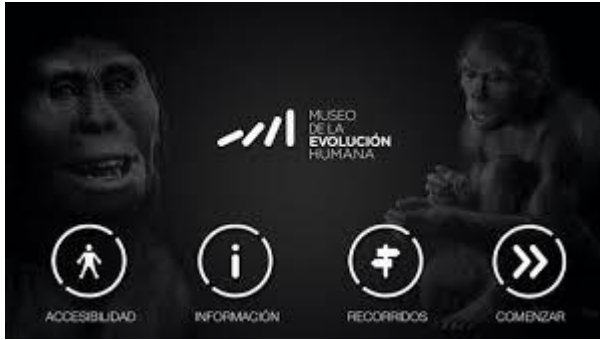 MUSEO
DE LA
EVOLUCIÓN
HUMANA
ACCESIBILIDAD
INFORMACIÓN
RECORRIDOS
COMENZAR